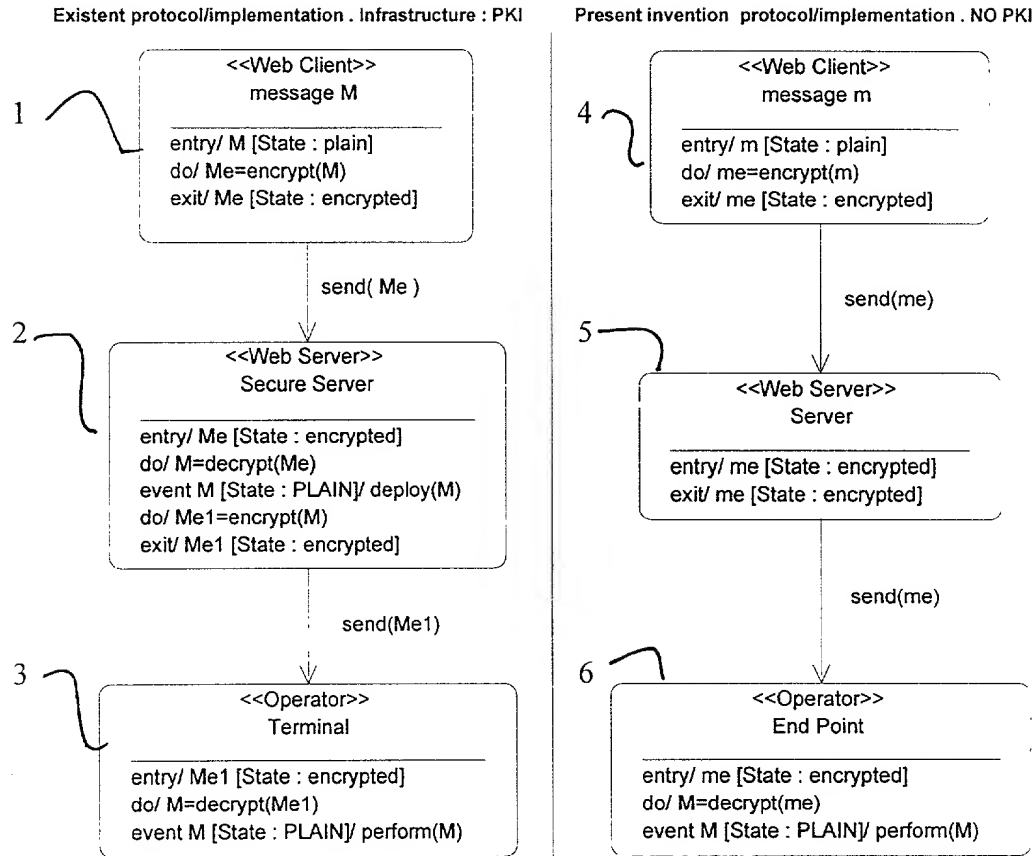 Existent protocol/implementation . Infrastructure : PKI
1
<<Web Client>>
message M
entry/ M [State : plain]
do/ Me=encrypt(M)
exit/ Me [State : encrypted]
send( Me )
2
<<Web Server>>
Secure Server
entry/ Me [State : encrypted]
do/ M=decrypt(Me)
event M [State : PLAIN]/ deploy(M)
do/ Me1=encrypt(M)
exit/ Me1 [State : encrypted]
send(Me1)
3
<<Operator>>
Terminal
entry/ Me1 [State : encrypted]
do/ M=decrypt(Me1)
event M [State : PLAIN]/ perform(M)
Present invention protocol/implementation . NO PKI
4
<<Web Client>>
message m
entry/ m [State : plain]
do/ me=encrypt(m)
exit/ me [State : encrypted]
send(me)
5
<<Web Server>>
Server
entry/ me [State : encrypted]
exit/ me [State : encrypted]
send(me)
6
<<Operator>>
End Point
entry/ me [State : encrypted]
do/ M=decrypt(me)
event M [State : PLAIN]/ perform(M)